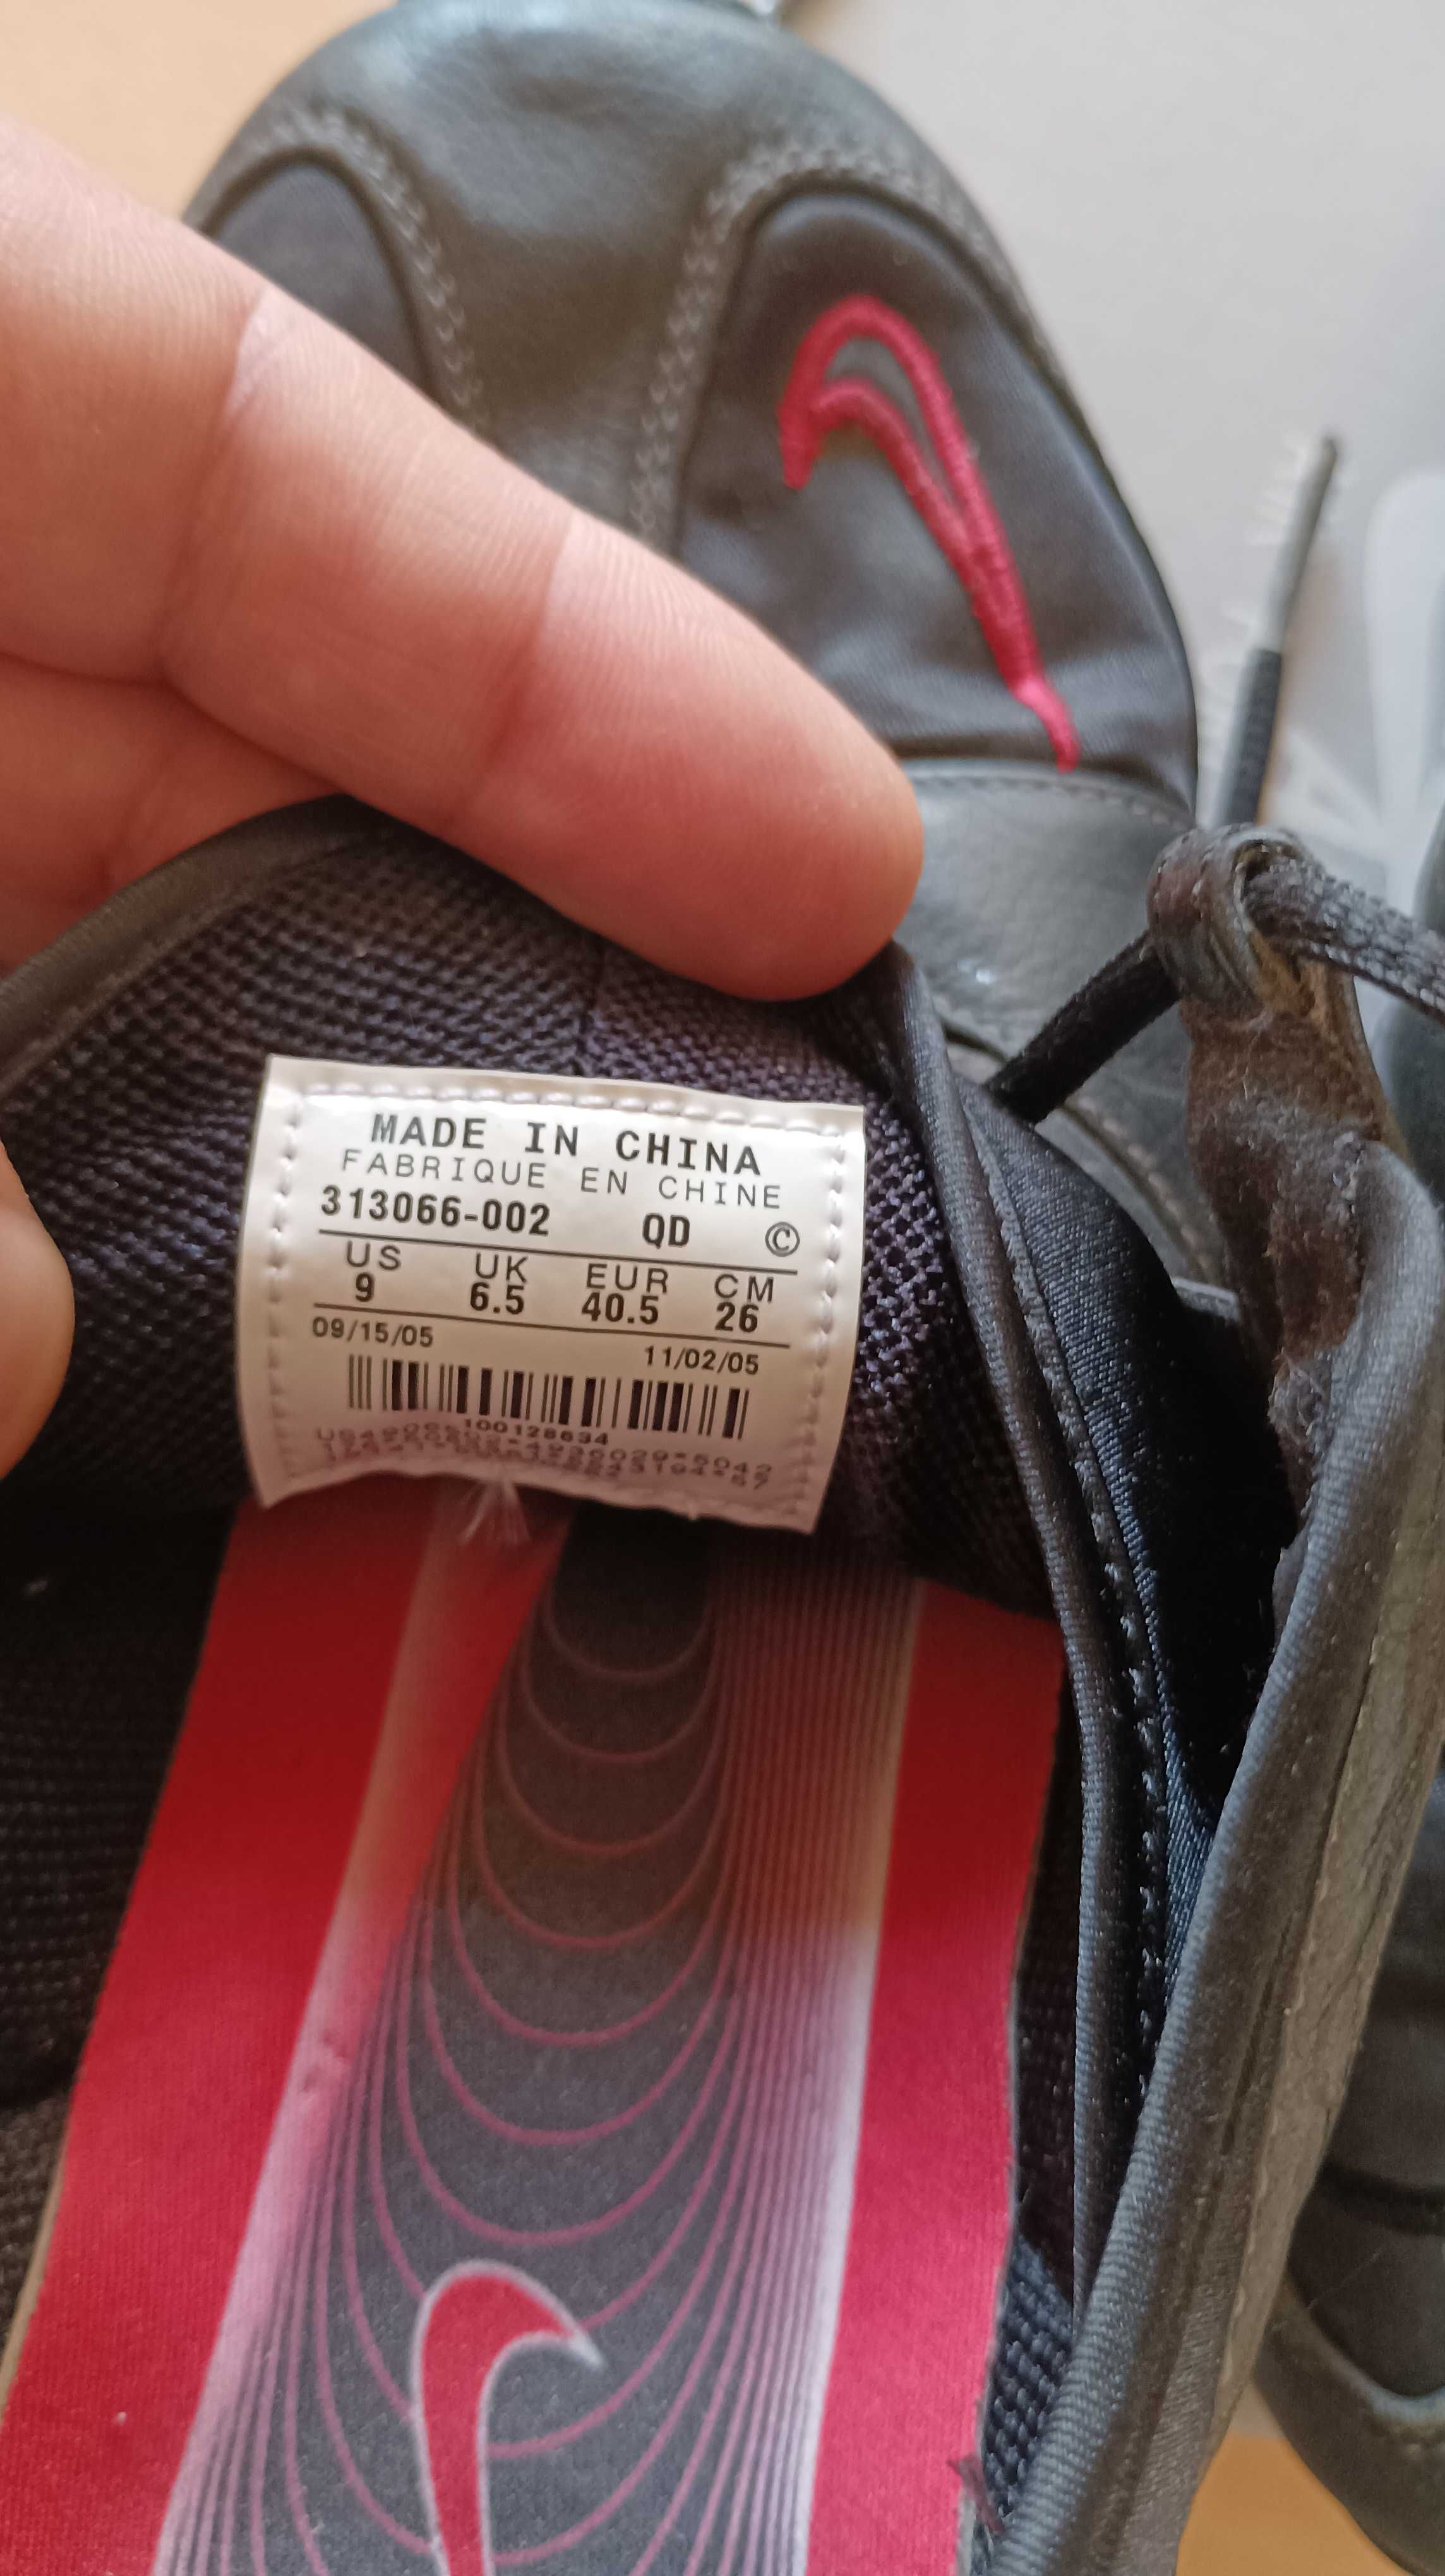 MADE IN CHINA
FABRIQUE EN CHINE
313066-002 QD ©
US UK EUR CM
9 6.5 40.5 26
09/15/05 11/02/05
100128634